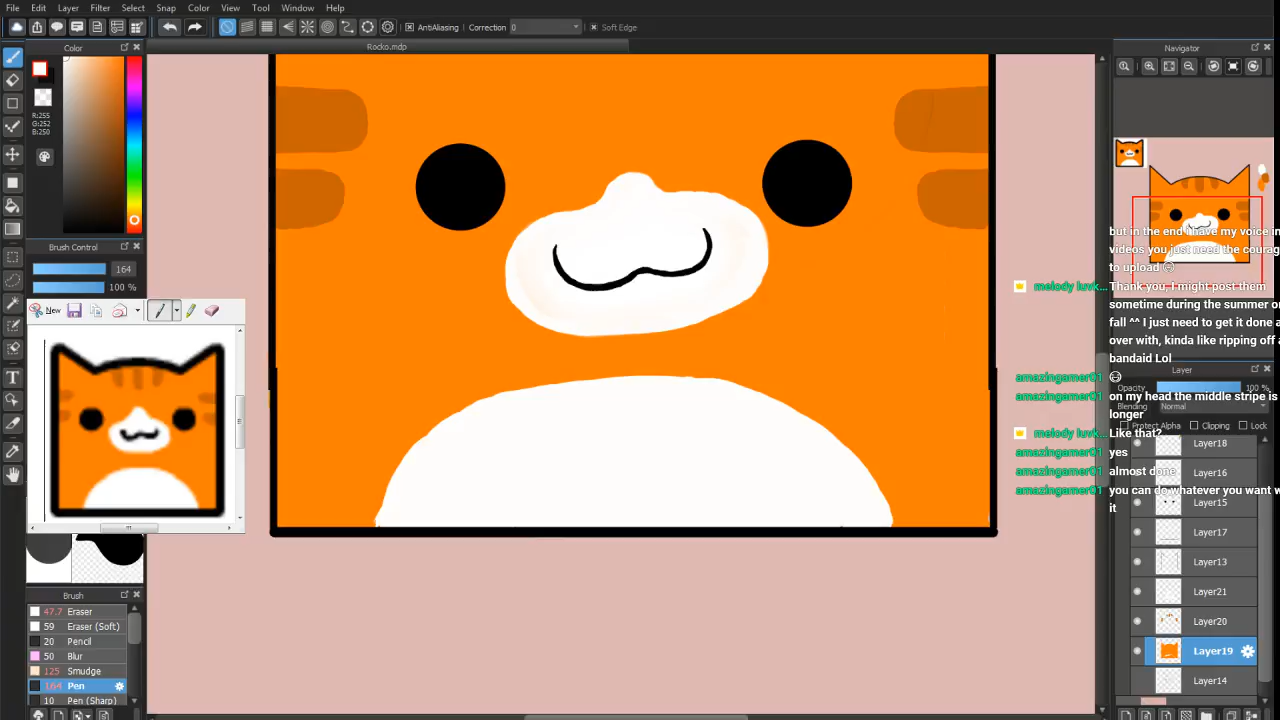 File Edit Layer Filter Select Snap Color View Tool Window Help
AntiAliasing Correction 0 Soft Edge
Color
Rocko.mdp
Navigator
R:255
G:252
B:250
Brush Control
164
100 %
New
but in the end i have my voice in
videos you just need the courag
to upload 😄
melody luvk... Thank you, I might post them
sometime during the summer or
fall ^^ I just need to get it done a
over with, kinda like ripping off a
bandaid Lol
amazingamer01 😄
amazingamer01 on my head the middle stripe is
longer
melody luvk... Like that?
amazingamer01 yes
amazingamer01 almost done
amazingamer01 you can do whatever you want w
it
Layer
Opacity 100 %
Blending Normal
Protect Alpha Clipping Lock
Layer18
Layer16
Layer15
Layer17
Layer13
Layer21
Layer20
Layer19
Layer14
Brush
47.7 Eraser
59 Eraser (Soft)
20 Pencil
50 Blur
125 Smudge
164 Pen
10 Pen (Sharp)